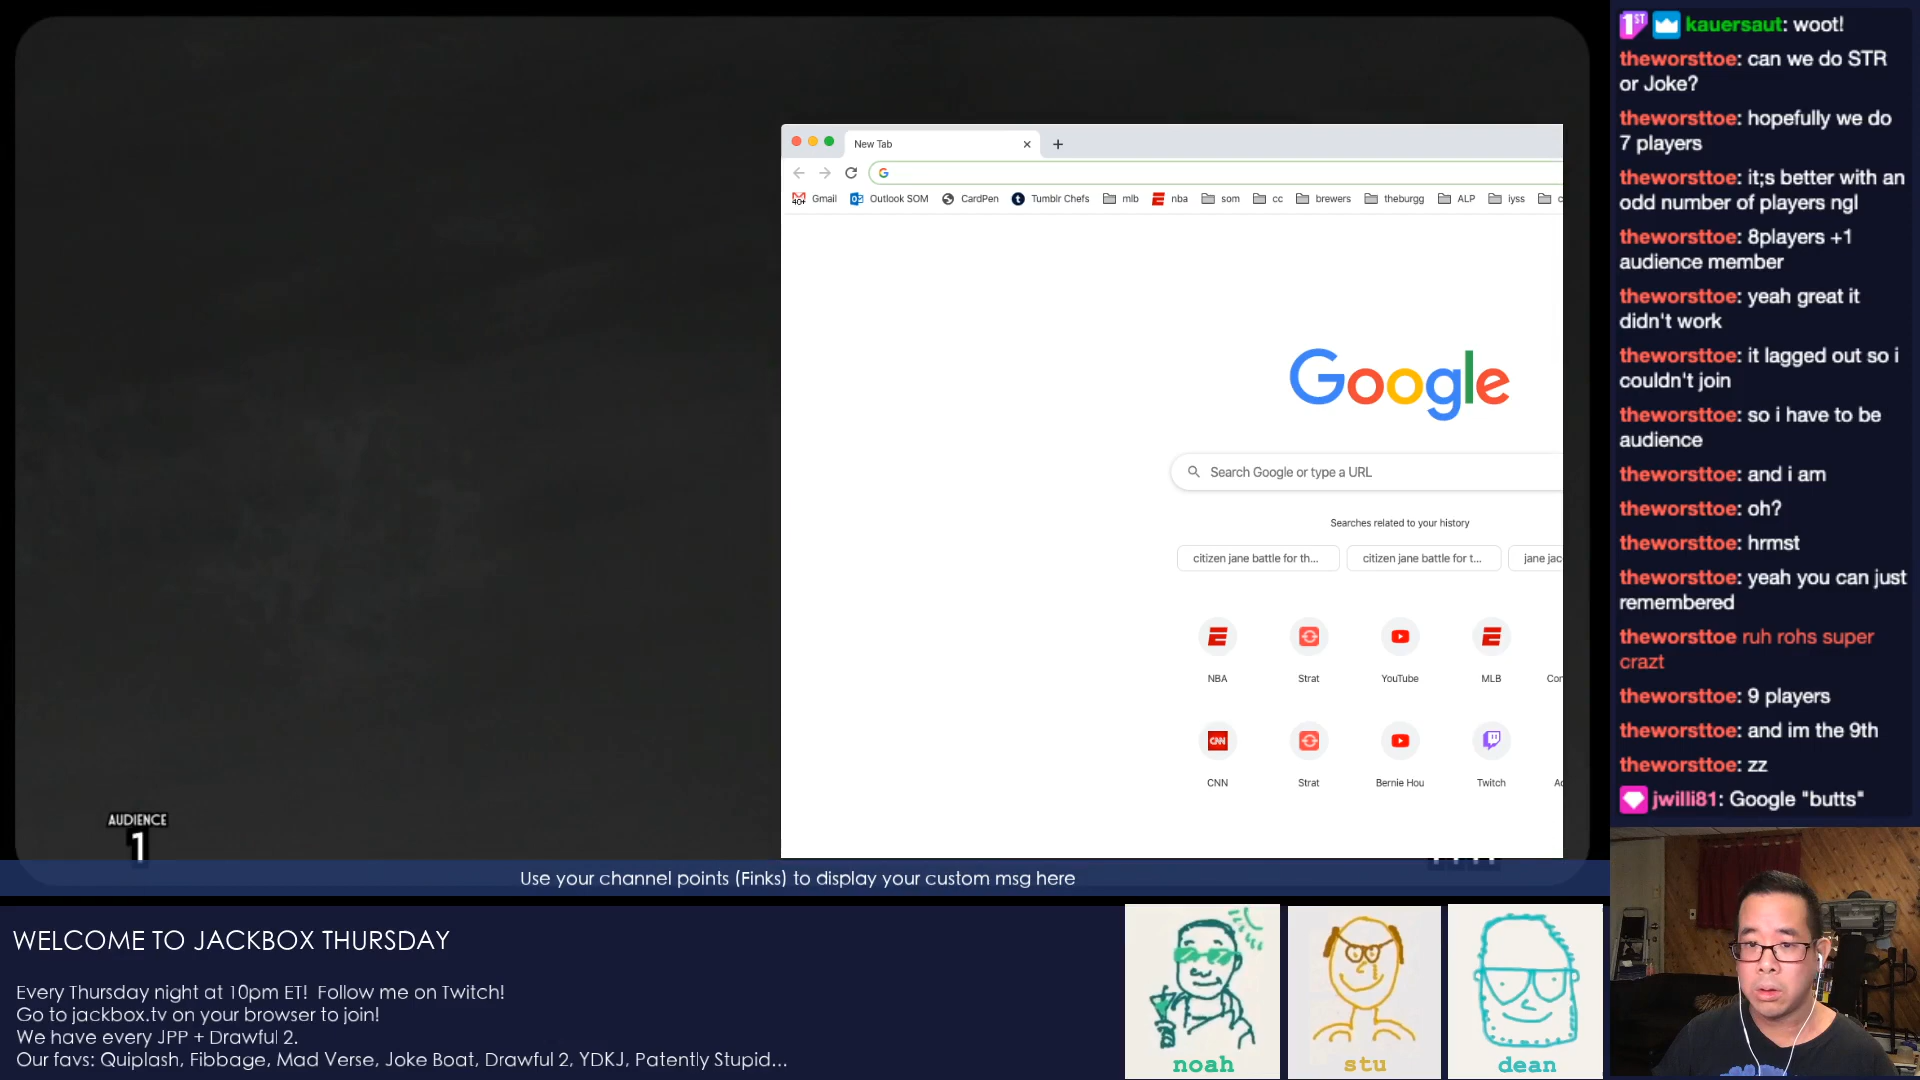 New Tab
Gmail
40+
Outlook SOM
CardPen
Tumblr Chefs
mlb
nba
som
cc
brewers
theburgg
ALP
iyss
Google
Search Google or type a URL
Searches related to your history
citizen jane battle for th...
citizen jane battle for t...
jane jac
NBA
Strat
YouTube
MLB
CNN
CNN
Strat
Bernie Hou
Twitch
AUDIENCE
1
Use your channel points (Finks) to display your custom msg here
WELCOME TO JACKBOX THURSDAY
Every Thursday night at 10pm ET! Follow me on Twitch!
Go to jackbox.tv on your browser to join!
We have every JPP + Drawful 2.
Our favs: Quiplash, Fibbage, Mad Verse, Joke Boat, Drawful 2, YDKJ, Patently Stupid...
noah
stu
dean
1ST kauersaut: woot!
theworsttoe: can we do STR
or Joke?
theworsttoe: hopefully we do
7 players
theworsttoe: it;s better with an
odd number of players ngl
theworsttoe: 8players +1
audience member
theworsttoe: yeah great it
didn't work
theworsttoe: it lagged out so i
couldn't join
theworsttoe: so i have to be
audience
theworsttoe: and i am
theworsttoe: oh?
theworsttoe: hrmst
theworsttoe: yeah you can just
remembered
theworsttoe ruh rohs super
crazt
theworsttoe: 9 players
theworsttoe: and im the 9th
theworsttoe: zz
jwilli81: Google "butts"